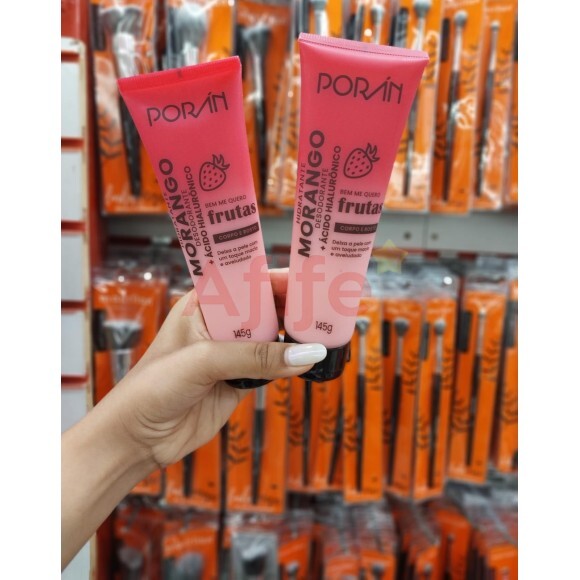 PORÁN
HIDRATANTE
MORANGO
DESODORANTE
+ ÁCIDO HIALURÔNICO
BEM ME QUERO
frutas
CORPO E ROSTO
Deixa a pele com
um toque macio
e aveludado
145g
PORÁN
HIDRATANTE
MORANGO
DESODORANTE
+ ÁCIDO HIALURÔNICO
BEM ME QUERO
frutas
CORPO E ROSTO
Deixa a pele com
um toque macio
e aveludado
145g
Afife